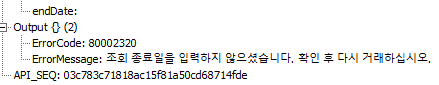 endDate:
Output {} (2)
ErrorCode: 80002320
ErrorMessage: 조회 종료일을 입력하지 않으셨습니다. 확인 후 다시 거래하십시오.
API_SEQ: 03c783c71818ac15f81a50cd68714fde